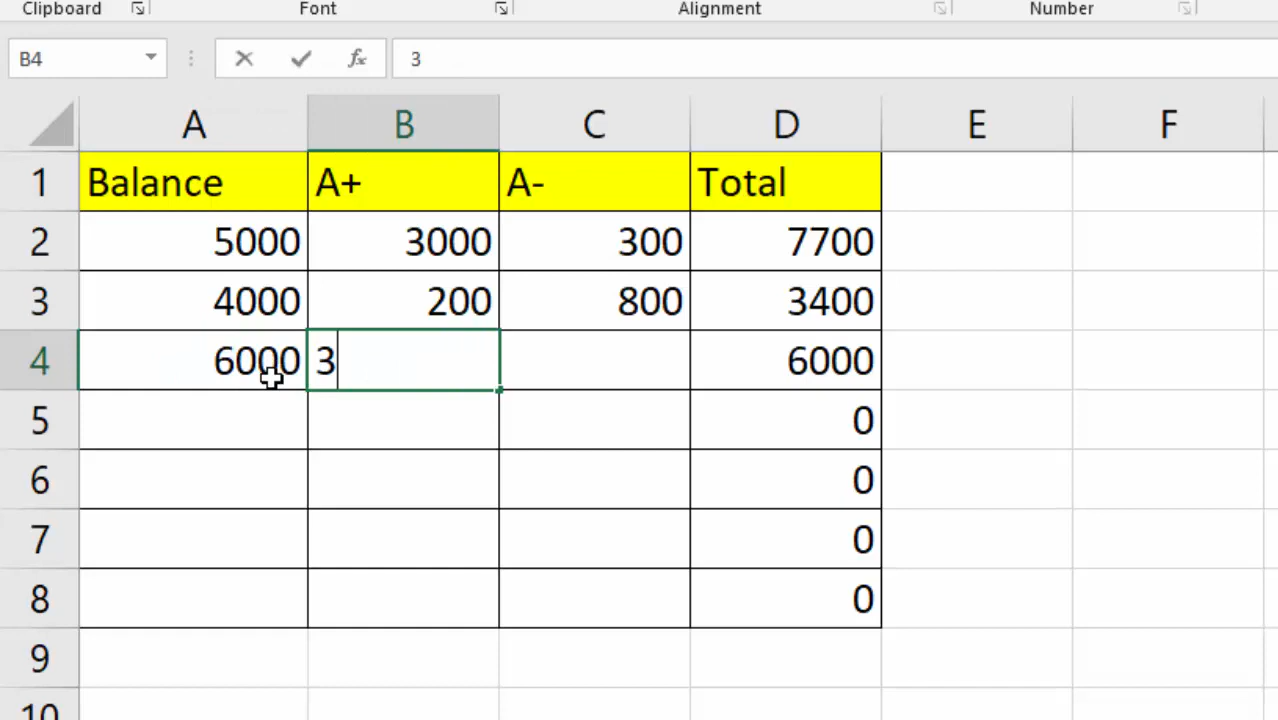 Clipboard Font Alignment Number
B4 fx 3
A B C D E F
1 Balance A+ A- Total
2 5000 3000 300 7700
3 4000 200 800 3400
4 6000 3 6000
5 0
6 0
7 0
8 0
9
10